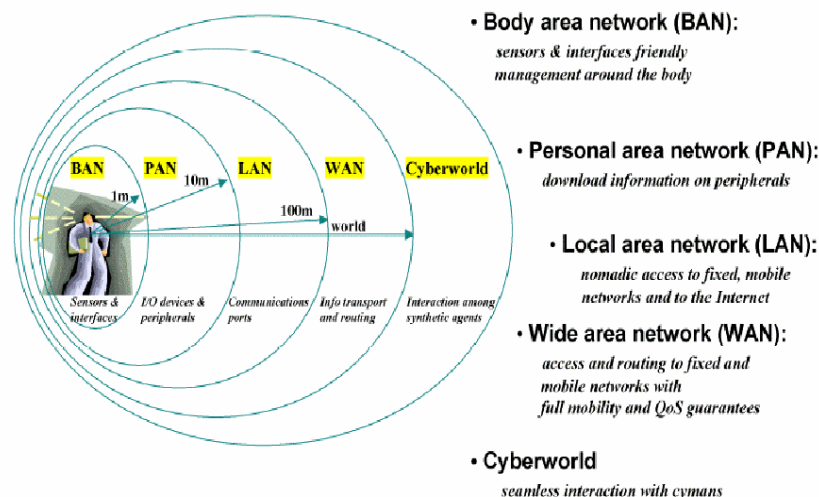 BAN
PAN
LAN
WAN
Cyberworld
1m
10m
100m
world
Sensors &
interfaces
I/O devices &
peripherals
Communications
ports
Info transport
and routing
Interaction among
synthetic agents
• Body area network (BAN):
sensors & interfaces friendly
management around the body
• Personal area network (PAN):
download information on peripherals
• Local area network (LAN):
nomadic access to fixed, mobile
networks and to the Internet
• Wide area network (WAN):
access and routing to fixed and
mobile networks with
full mobility and QoS guarantees
• Cyberworld
seamless interaction with cymans